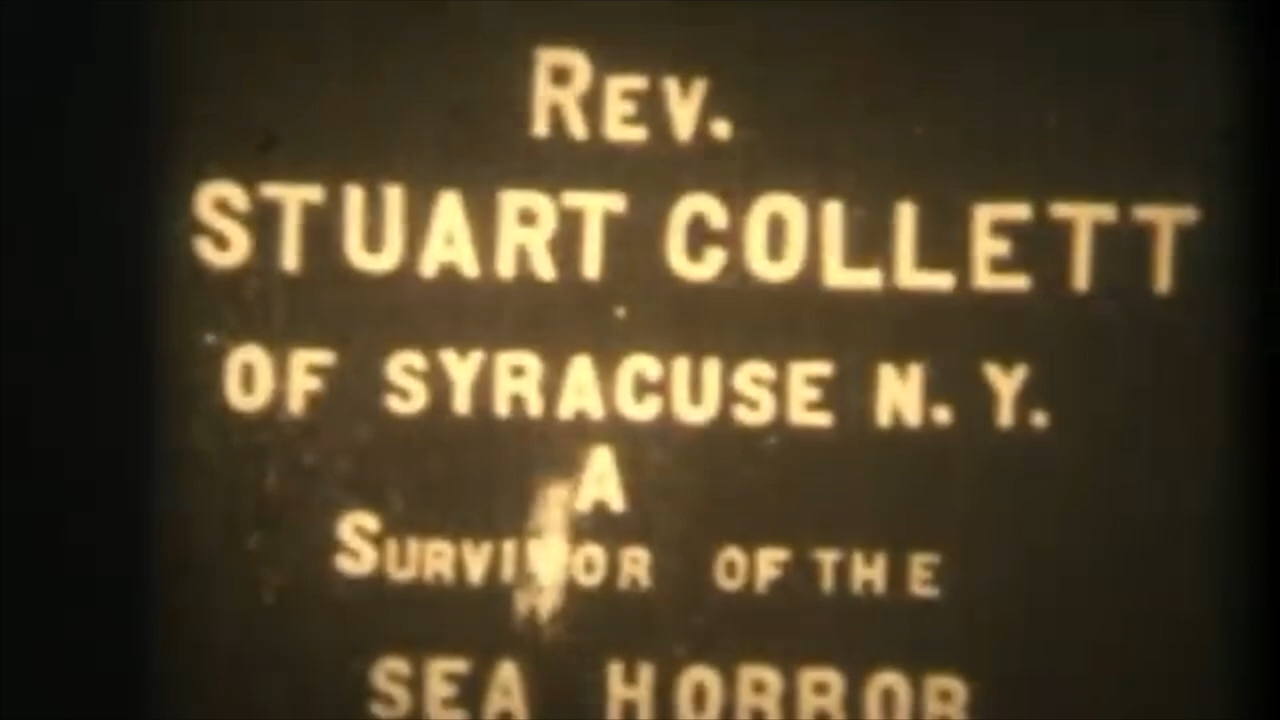 REV.
STUART COLLETT
OF SYRACUSE N. Y.
A
SURVIVOR OF THE
SEA HORROR